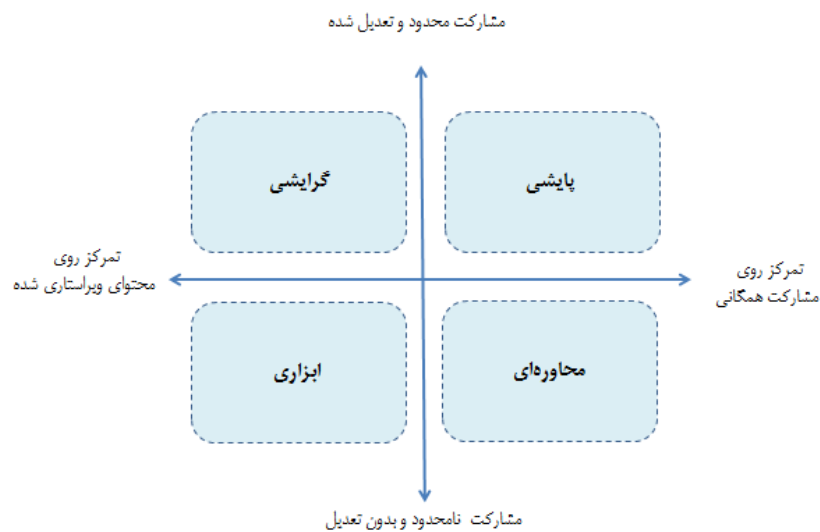 مشارکت محدود و تعدیل شده
پایشی
گرایشی
تمرکز روی
مشارکت همگانی
تمرکز روی
محتوای ویراستاری شده
محاوره‌ای
ابزاری
مشارکت نامحدود و بدون تعدیل